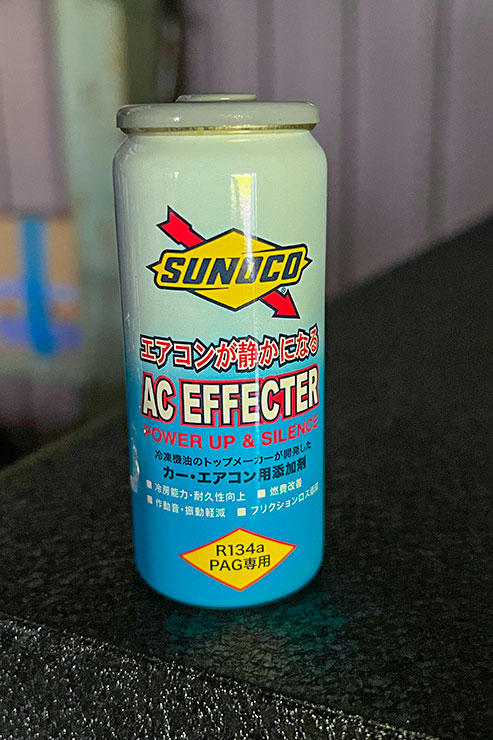 SUNOCO
エアコンが静かになる
AC EFFECTER
POWER UP & SILENCE
冷凍機油のトップメーカーが開発した
カー・エアコン用添加剤
■ 冷房能力・耐久性向上 ■ 燃費改善
■ 作動音・振動軽減 ■ フリクションロス低減
R134a
PAG専用